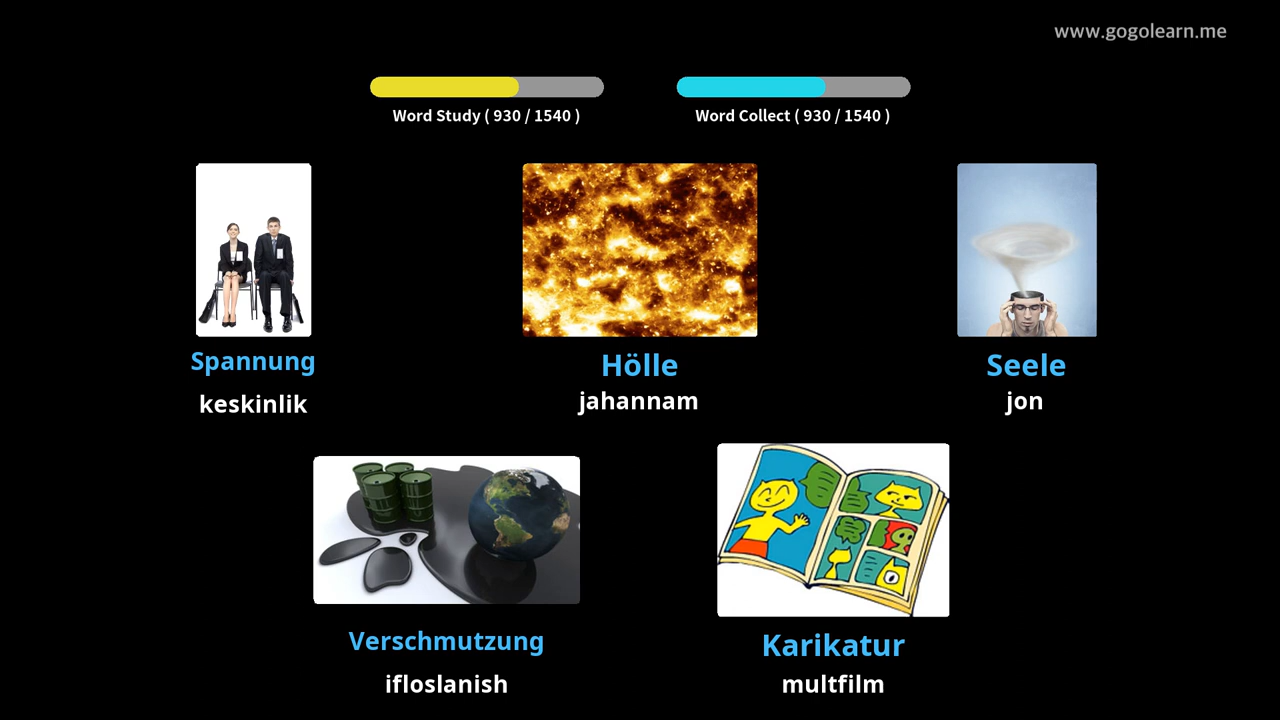 www.gogolearn.me
Word Study ( 930 / 1540 )
Word Collect ( 930 / 1540 )
Spannung
keskinlik
Hölle
jahannam
Seele
jon
Verschmutzung
ifloslanish
Karikatur
multfilm